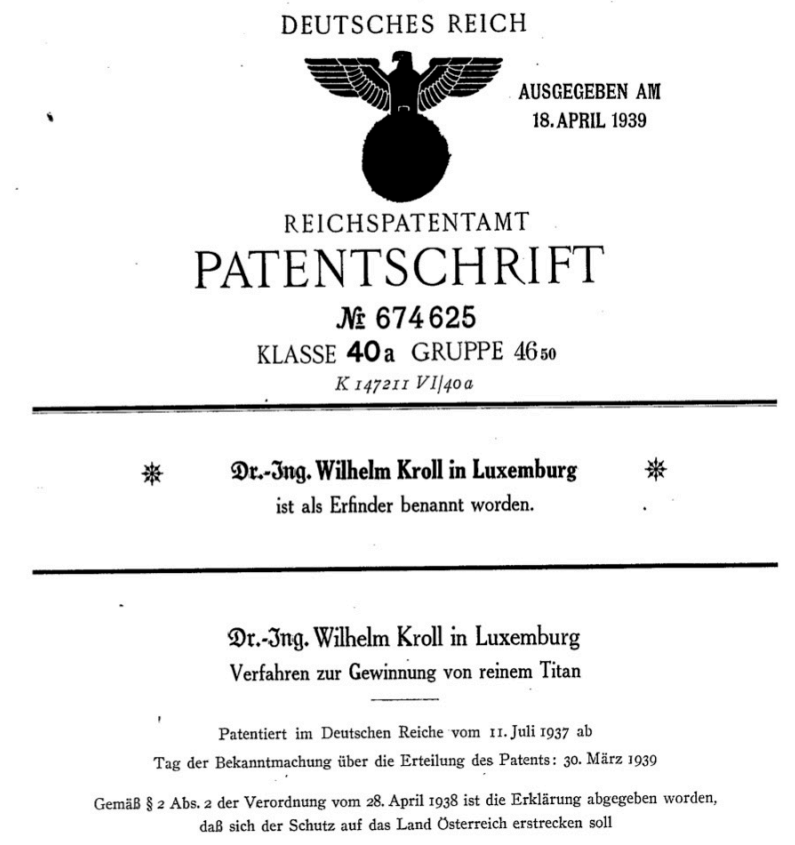 DEUTSCHES REICH
AUSGEGEBEN AM
18. APRIL 1939
REICHSPATENTAMT
PATENTSCHRIFT
№ 674625
KLASSE 40a GRUPPE 46 50
K 147211 VI/40a
Dr.-Ing. Wilhelm Kroll in Luxemburg
ist als Erfinder benannt worden.
Dr.-Ing. Wilhelm Kroll in Luxemburg
Verfahren zur Gewinnung von reinem Titan
Patentiert im Deutschen Reiche vom 11. Juli 1937 ab
Tag der Bekanntmachung über die Erteilung des Patents: 30. März 1939
Gemäß § 2 Abs. 2 der Verordnung vom 28. April 1938 ist die Erklärung abgegeben worden,
daß sich der Schutz auf das Land Österreich erstrecken soll